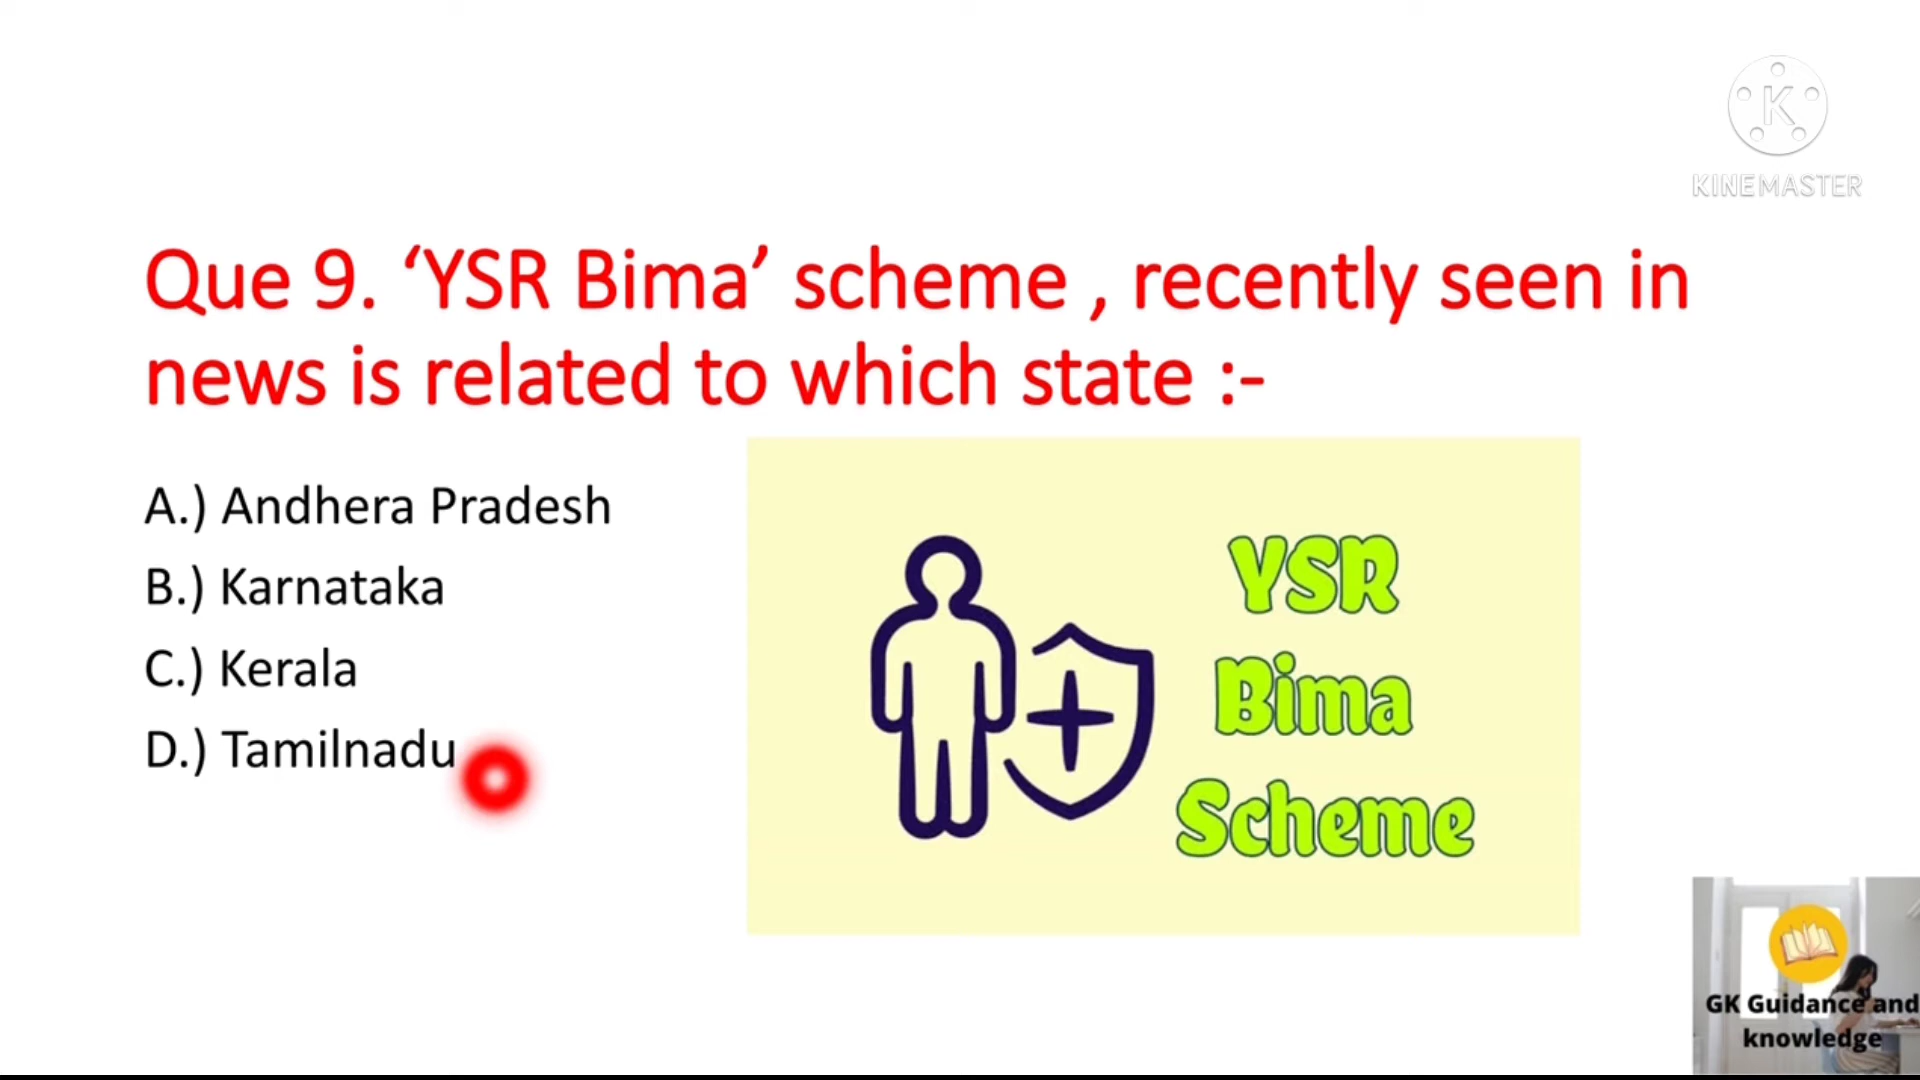 K
KINEMASTER
Que 9. ‘YSR Bima’ scheme , recently seen in
news is related to which state :-
A.) Andhera Pradesh
B.) Karnataka
C.) Kerala
D.) Tamilnadu
YSR
Bima
Scheme
GK Guidance and
knowledge